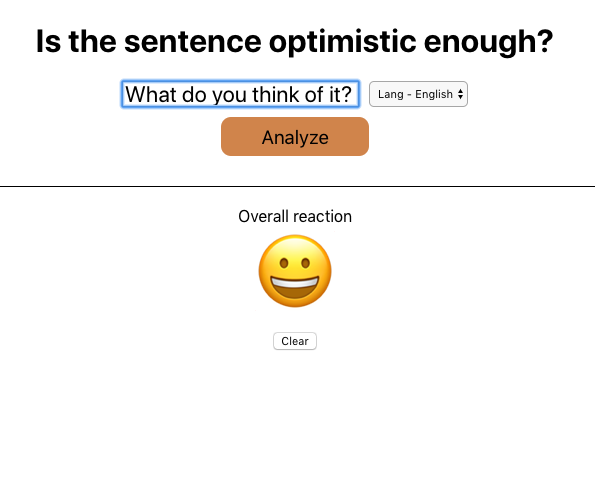 Is the sentence optimistic enough?
What do you think of it? Lang - English
Analyze
Overall reaction
Clear